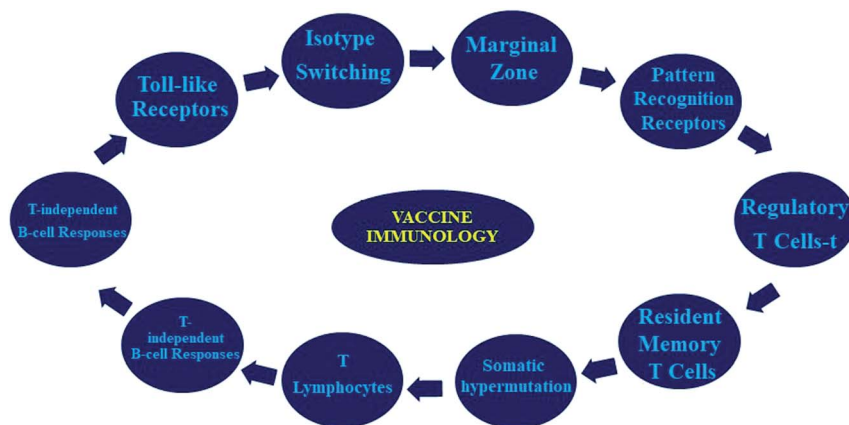 Isotype
Switching
Marginal
Zone
Toll-like
Receptors
Pattern
Recognition
Receptors
T-independent
B-cell Responses
VACCINE
IMMUNOLOGY
Regulatory
T Cells-t
T-
independent
B-cell Responses
T
Lymphocytes
Somatic
hypermutation
Resident
Memory
T Cells